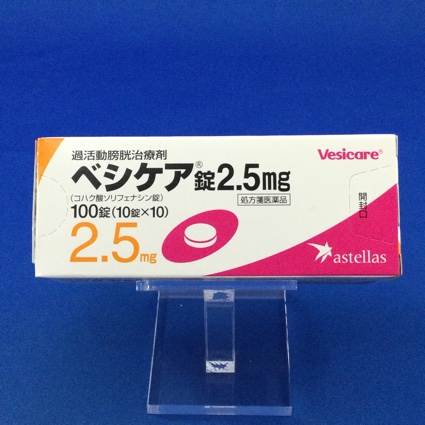 過活動膀胱治療剤
ベシケア®錠2.5mg
(コハク酸ソリフェナシン錠)
処方箋医薬品
100錠(10錠×10)
2.5mg
Vesicare®
開封口
astellas